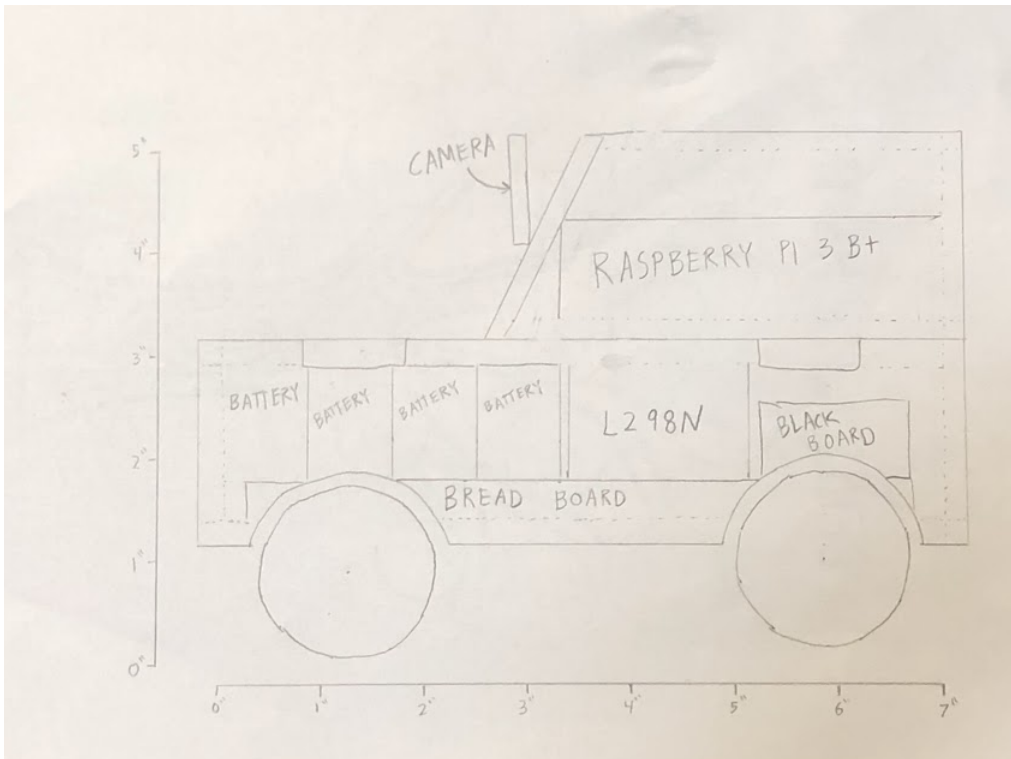 5"
CAMERA
4"
RASPBERRY PI 3 B+
3"
BATTERY
BATTERY
BATTERY
BATTERY
L298N
BLACK
BOARD
2"
BREAD BOARD
1"
0"
0" 1" 2" 3" 4" 5" 6" 7"